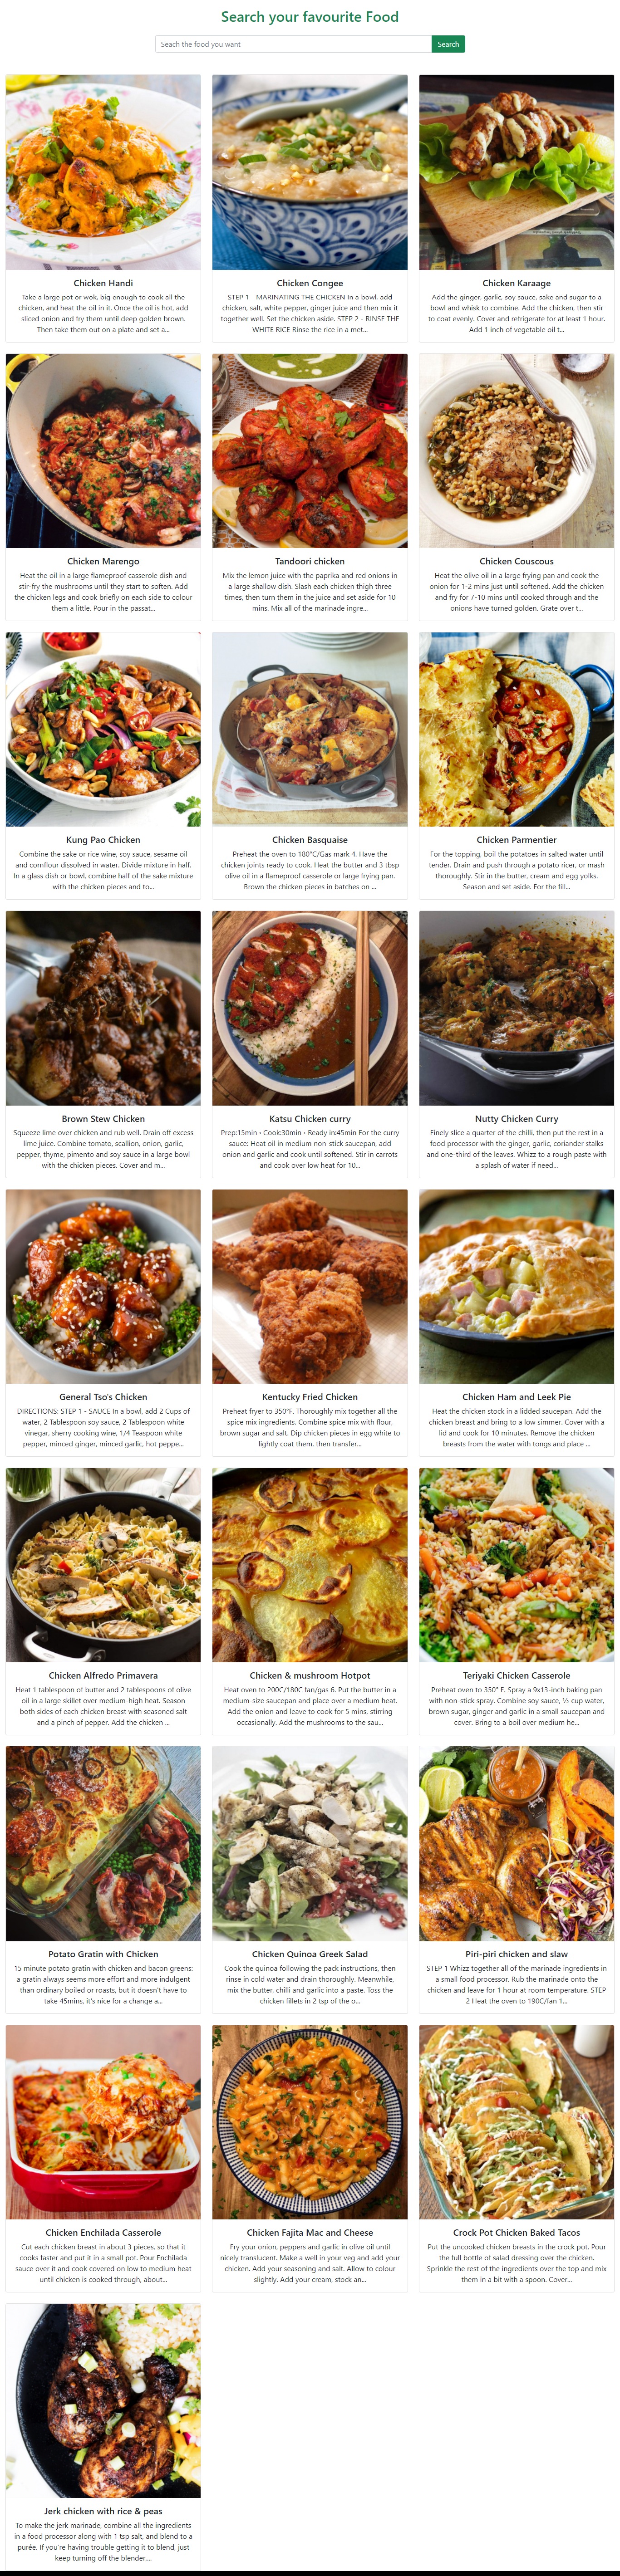 Search your favourite Food
Seach the food you want
Search
Chicken Handi
Take a large pot or wok, big enough to cook all the
chicken, and heat the oil in it. Once the oil is hot, add
sliced onion and fry them until deep golden brown.
Then take them out on a plate and set a...
Chicken Congee
STEP 1 - MARINATING THE CHICKEN In a bowl, add
chicken, salt, white pepper, ginger juice and then mix it
together well. Set the chicken aside. STEP 2 - RINSE THE
WHITE RICE Rinse the rice in a met...
Chicken Karaage
Add the ginger, garlic, soy sauce, sake and sugar to a
bowl and whisk to combine. Add the chicken, then stir
to coat evenly. Cover and refrigerate for at least 1 hour.
Add 1 inch of vegetable oil t...
Chicken Marengo
Heat the oil in a large flameproof casserole dish and
stir-fry the mushrooms until they start to soften. Add
the chicken legs and cook briefly on each side to colour
them a little. Pour in the passat...
Tandoori chicken
Mix the lemon juice with the paprika and red onions in
a large shallow dish. Slash each chicken thigh three
times, then turn them in the juice and set aside for 10
mins. Mix all of the marinade ingre...
Chicken Couscous
Heat the olive oil in a large frying pan and cook the
onion for 1-2 mins just until softened. Add the chicken
and fry for 7-10 mins until cooked through and the
onions have turned golden. Grate over t...
Kung Pao Chicken
Combine the sake or rice wine, soy sauce, sesame oil
and cornflour dissolved in water. Divide mixture in half.
In a glass dish or bowl, combine half of the sake mixture
with the chicken pieces and to...
Chicken Basquaise
Preheat the oven to 180°C/Gas mark 4. Have the
chicken joints ready to cook. Heat the butter and 3 tbsp
olive oil in a flameproof casserole or large frying pan.
Brown the chicken pieces in batches on ...
Chicken Parmentier
For the topping, boil the potatoes in salted water until
tender. Drain and push through a potato ricer, or mash
thoroughly. Stir in the butter, cream and egg yolks.
Season and set aside. For the fill...
Brown Stew Chicken
Squeeze lime over chicken and rub well. Drain off excess
lime juice. Combine tomato, scallion, onion, garlic,
pepper, thyme, pimento and soy sauce in a large bowl
with the chicken pieces. Cover and m...
Katsu Chicken curry
Prep:15min › Cook:30min › Ready in:45min For the curry
sauce: Heat oil in medium non-stick saucepan, add
onion and garlic and cook until softened. Stir in carrots
and cook over low heat for 10...
Nutty Chicken Curry
Finely slice a quarter of the chilli, then put the rest in a
food processor with the ginger, garlic, coriander stalks
and one-third of the leaves. Whizz to a rough paste with
a splash of water if need...
General Tso's Chicken
DIRECTIONS: STEP 1 - SAUCE In a bowl, add 2 Cups of
water, 2 Tablespoon soy sauce, 2 Tablespoon white
vinegar, sherry cooking wine, 1/4 Teaspoon white
pepper, minced ginger, minced garlic, hot peppe...
Kentucky Fried Chicken
Preheat fryer to 350°F. Thoroughly mix together all the
spice mix ingredients. Combine spice mix with flour,
brown sugar and salt. Dip chicken pieces in egg white to
lightly coat them, then transfer...
Chicken Ham and Leek Pie
Heat the chicken stock in a lidded saucepan. Add the
chicken breast and bring to a low simmer. Cover with a
lid and cook for 10 minutes. Remove the chicken
breasts from the water with tongs and place ...
Chicken Alfredo Primavera
Heat 1 tablespoon of butter and 2 tablespoons of olive
oil in a large skillet over medium-high heat. Season
both sides of each chicken breast with seasoned salt
and a pinch of pepper. Add the chicken ...
Chicken & mushroom Hotpot
Heat oven to 200C/180C fan/gas 6. Put the butter in a
medium-size saucepan and place over a medium heat.
Add the onion and leave to cook for 5 mins, stirring
occasionally. Add the mushrooms to the sau...
Teriyaki Chicken Casserole
Preheat oven to 350° F. Spray a 9x13-inch baking pan
with non-stick spray. Combine soy sauce, ½ cup water,
brown sugar, ginger and garlic in a small saucepan and
cover. Bring to a boil over medium he...
Potato Gratin with Chicken
15 minute potato gratin with chicken and bacon greens:
a gratin always seems more effort and more indulgent
than ordinary boiled or roasts, but it doesn't have to
take 45mins, it's nice for a change a...
Chicken Quinoa Greek Salad
Cook the quinoa following the pack instructions, then
rinse in cold water and drain thoroughly. Meanwhile,
mix the butter, chilli and garlic into a paste. Toss the
chicken fillets in 2 tsp of the o...
Piri-piri chicken and slaw
STEP 1 Whizz together all of the marinade ingredients in
a small food processor. Rub the marinade onto the
chicken and leave for 1 hour at room temperature. STEP
2 Heat the oven to 190C/fan 1...
Chicken Enchilada Casserole
Cut each chicken breast in about 3 pieces, so that it
cooks faster and put it in a small pot. Pour Enchilada
sauce over it and cook covered on low to medium heat
until chicken is cooked through, about...
Chicken Fajita Mac and Cheese
Fry your onion, peppers and garlic in olive oil until
nicely translucent. Make a well in your veg and add your
chicken. Add your seasoning and salt. Allow to colour
slightly. Add your cream, stock an...
Crock Pot Chicken Baked Tacos
Put the uncooked chicken breasts in the crock pot. Pour
the full bottle of salad dressing over the chicken.
Sprinkle the rest of the ingredients over the top and mix
them in a bit with a spoon. Cover...
Jerk chicken with rice & peas
To make the jerk marinade, combine all the ingredients
in a food processor along with 1 tsp salt, and blend to a
purée. If you're having trouble getting it to blend, just
keep turning off the blender,...